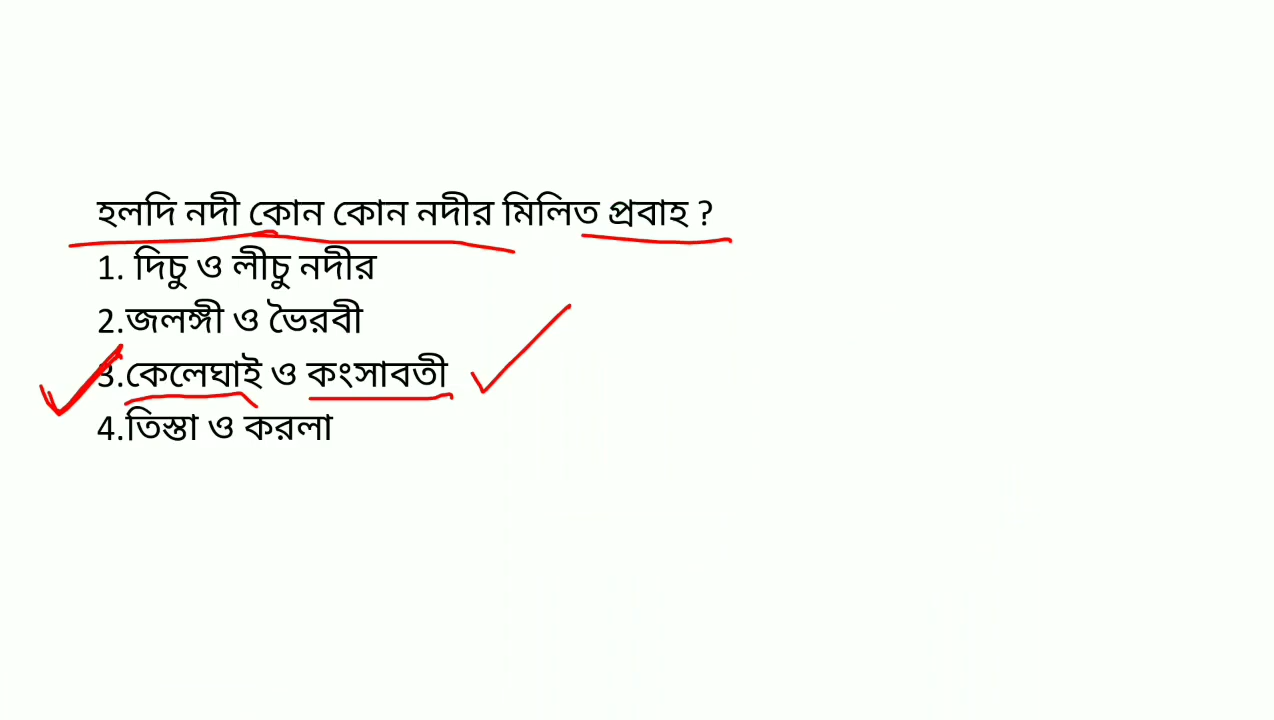 হলদি নদী কোন কোন নদীর মিলিত প্রবাহ ?
1. দিচু ও লীচু নদীর
2.জলঙ্গী ও ভৈরবী
3.কেলেঘাই ও কংসাবতী
4.তিস্তা ও করলা